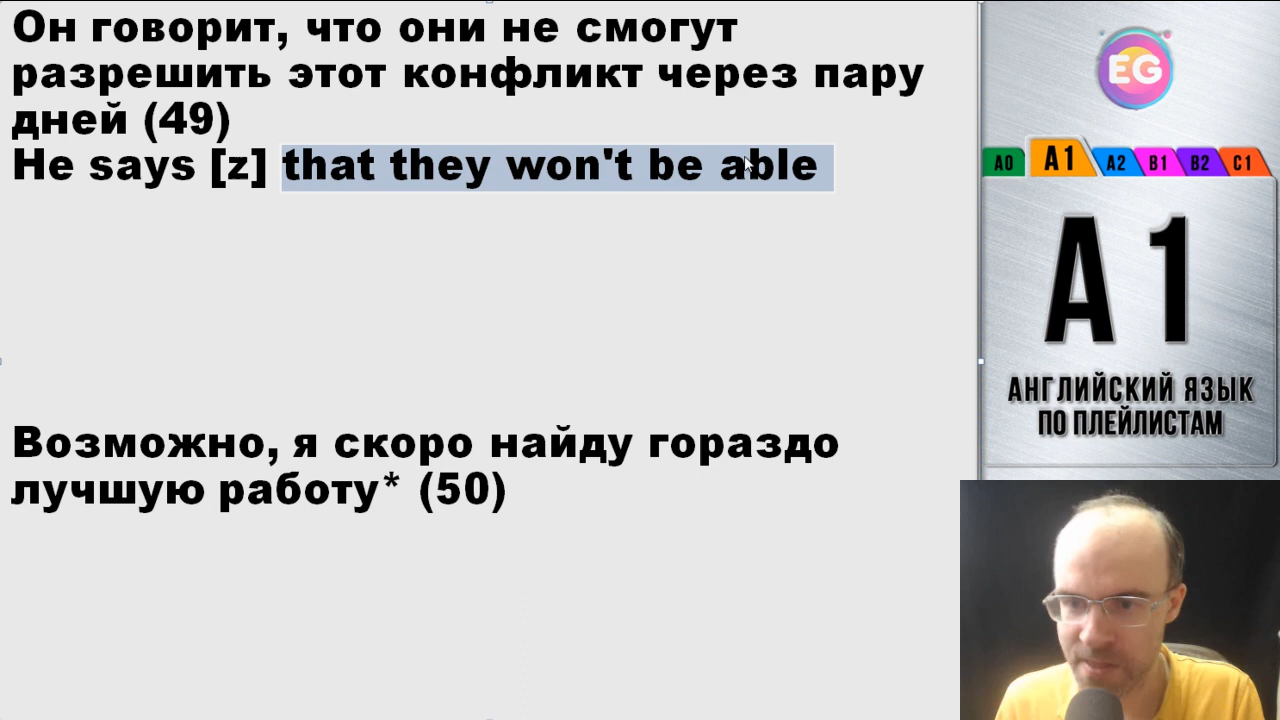 Он говорит, что они не смогут
разрешить этот конфликт через пару
дней (49)
He says [z] that they won't be able
Возможно, я скоро найду гораздо
лучшую работу* (50)
EG
A0 A1 A2 B1 B2 C1
A1
АНГЛИЙСКИЙ ЯЗЫК
ПО ПЛЕЙЛИСТАМ